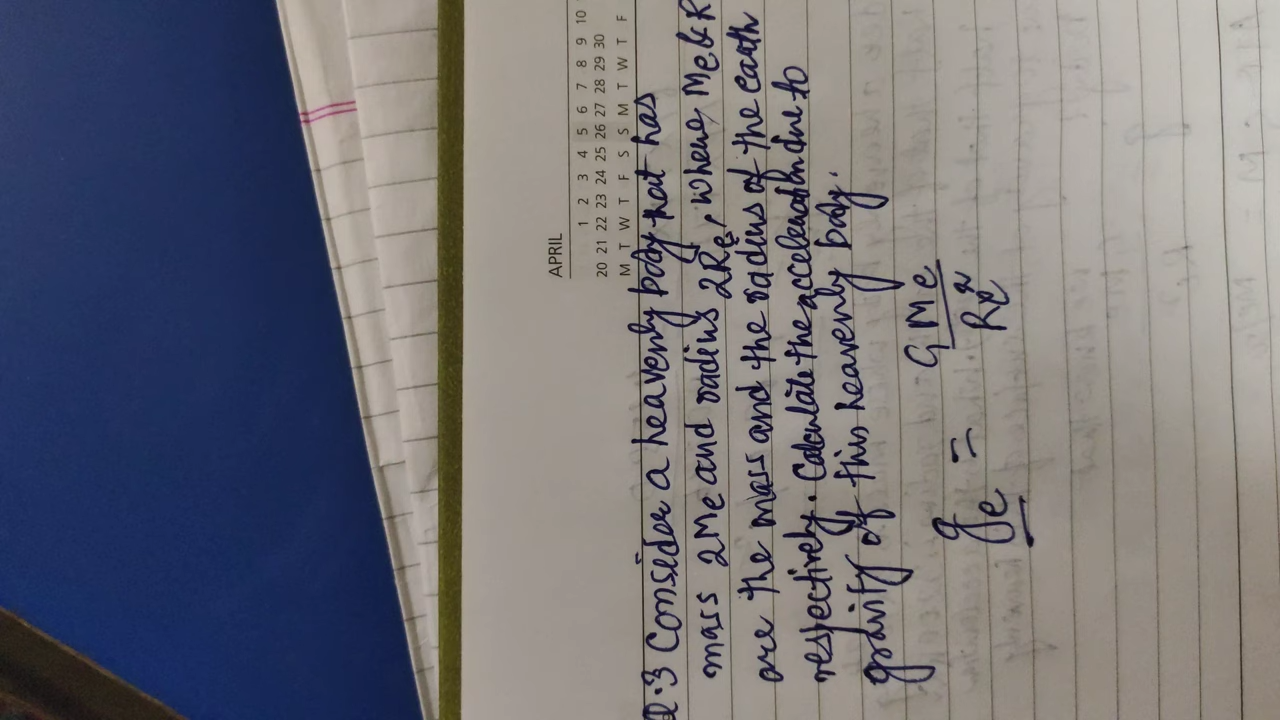 APRIL
1 2 3 4 5 6 7 8 9 10
20 21 22 23 24 25 26 27 28 29 30
M T W T F S S M T W T F
Q.3 Consider a heavenly body that has
mass 2Me and radius 2Re, where, Me & R
are the mass and the radius of the earth
respectively. Calculate the acceleration due to
gravity of this heavenly body.
ge = GMe / Re²